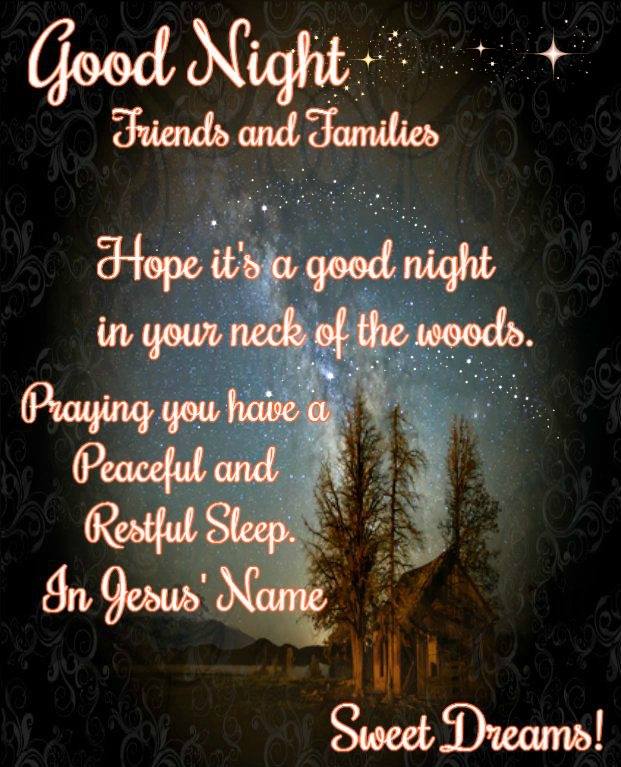 Good Night
Friends and Families
Hope it's a good night
in your neck of the woods.
Praying you have a
Peaceful and
Restful Sleep.
In Jesus' Name
Sweet Dreams!